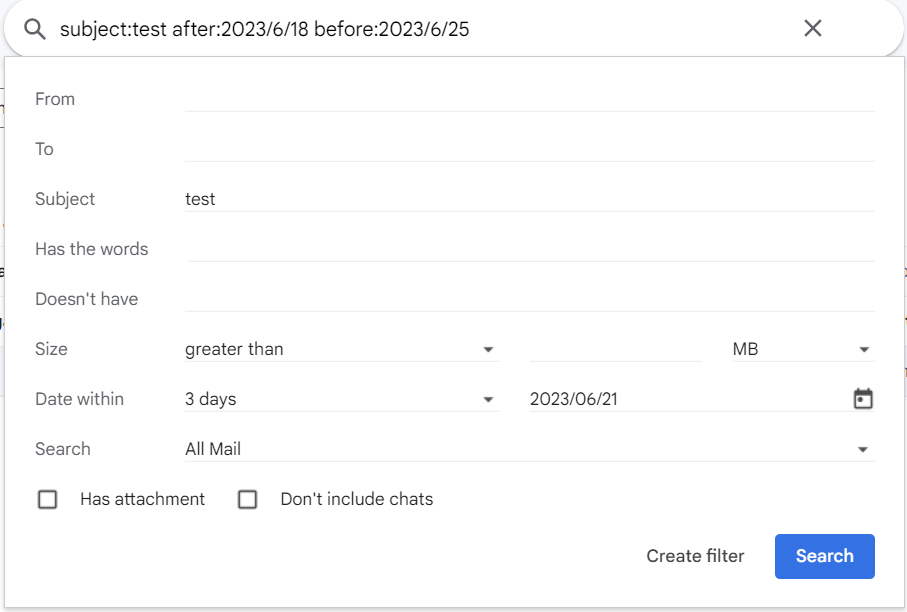 subject:test after:2023/6/18 before:2023/6/25
From
To
Subject test
Has the words
Doesn't have
Size greater than MB
Date within 3 days 2023/06/21
Search All Mail
Has attachment Don't include chats
Create filter Search